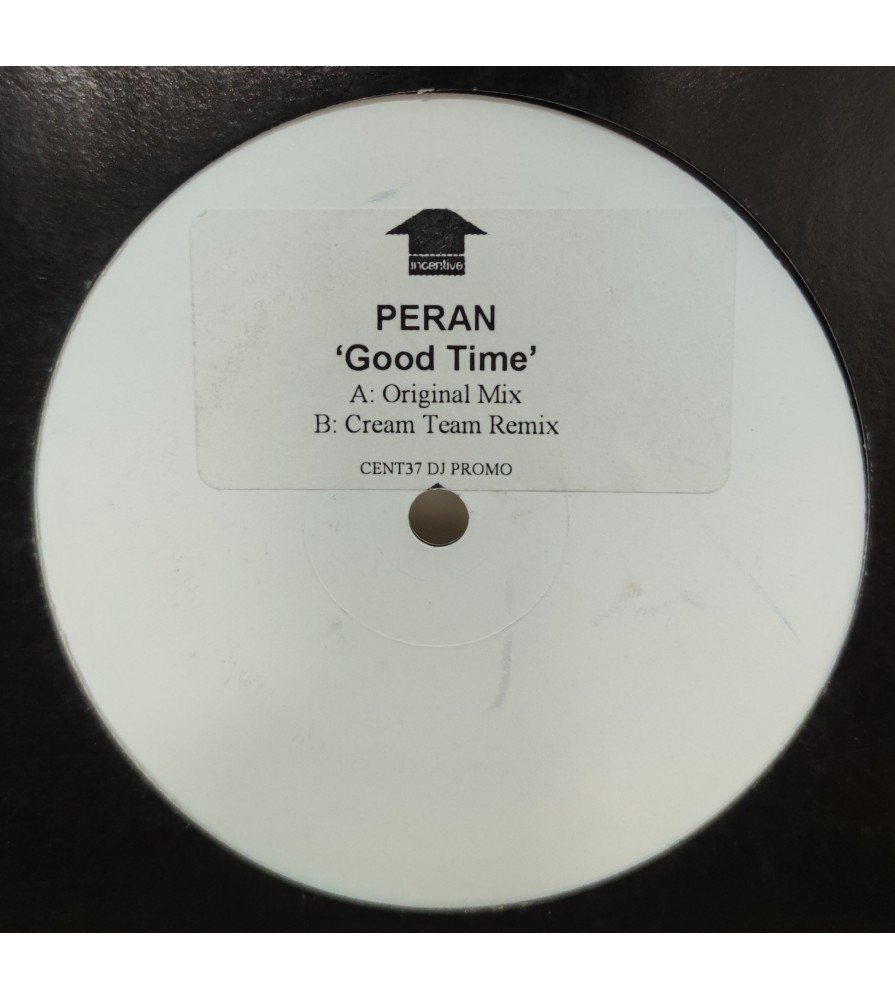 incentive
PERAN
‘Good Time’
A: Original Mix
B: Cream Team Remix
CENT37 DJ PROMO